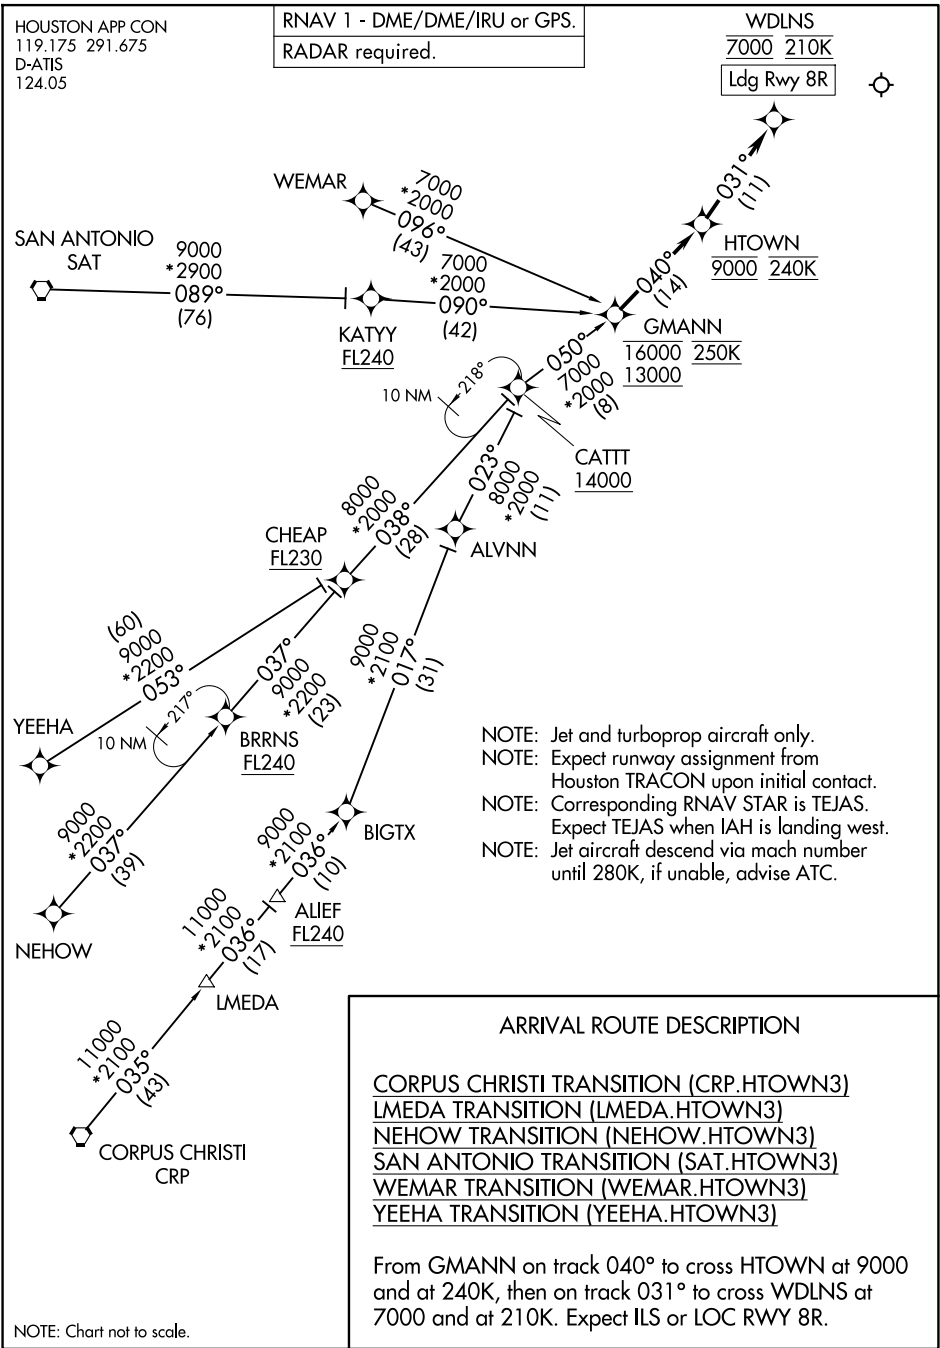 HOUSTON APP CON
119.175 291.675
D-ATIS
124.05
RNAV 1 - DME/DME/IRU or GPS.
RADAR required.
WDLNS
7000 210K
Ldg Rwy 8R
031°
(11)
WEMAR
7000
*2000
096°
(43)
SAN ANTONIO
SAT
9000
*2900
089°
(76)
7000
*2000
090°
(42)
KATYY
FL240
HTOWN
9000 240K
040°
(14)
GMANN
16000 250K
13000
050°
7000
*2000
(8)
10 NM
218°
CATTT
14000
023°
8000
*2000
(11)
8000
*2000
038°
(28)
CHEAP
FL230
ALVNN
(60)
9000
*2200
053°
037°
9000
*2200
(23)
9000
*2100
017°
(31)
YEEHA
10 NM
217°
BRRNS
FL240
NOTE: Jet and turboprop aircraft only.
NOTE: Expect runway assignment from
Houston TRACON upon initial contact.
NOTE: Corresponding RNAV STAR is TEJAS.
Expect TEJAS when IAH is landing west.
NOTE: Jet aircraft descend via mach number
until 280K, if unable, advise ATC.
9000
*2200
037°
(39)
NEHOW
BIGTX
9000
*2100
036°
(10)
ALIEF
FL240
11000
*2100
036°
(17)
LMEDA
11000
*2100
035°
(43)
CORPUS CHRISTI
CRP
ARRIVAL ROUTE DESCRIPTION
CORPUS CHRISTI TRANSITION (CRP.HTOWN3)
LMEDA TRANSITION (LMEDA.HTOWN3)
NEHOW TRANSITION (NEHOW.HTOWN3)
SAN ANTONIO TRANSITION (SAT.HTOWN3)
WEMAR TRANSITION (WEMAR.HTOWN3)
YEEHA TRANSITION (YEEHA.HTOWN3)
From GMANN on track 040° to cross HTOWN at 9000
and at 240K, then on track 031° to cross WDLNS at
7000 and at 210K. Expect ILS or LOC RWY 8R.
NOTE: Chart not to scale.